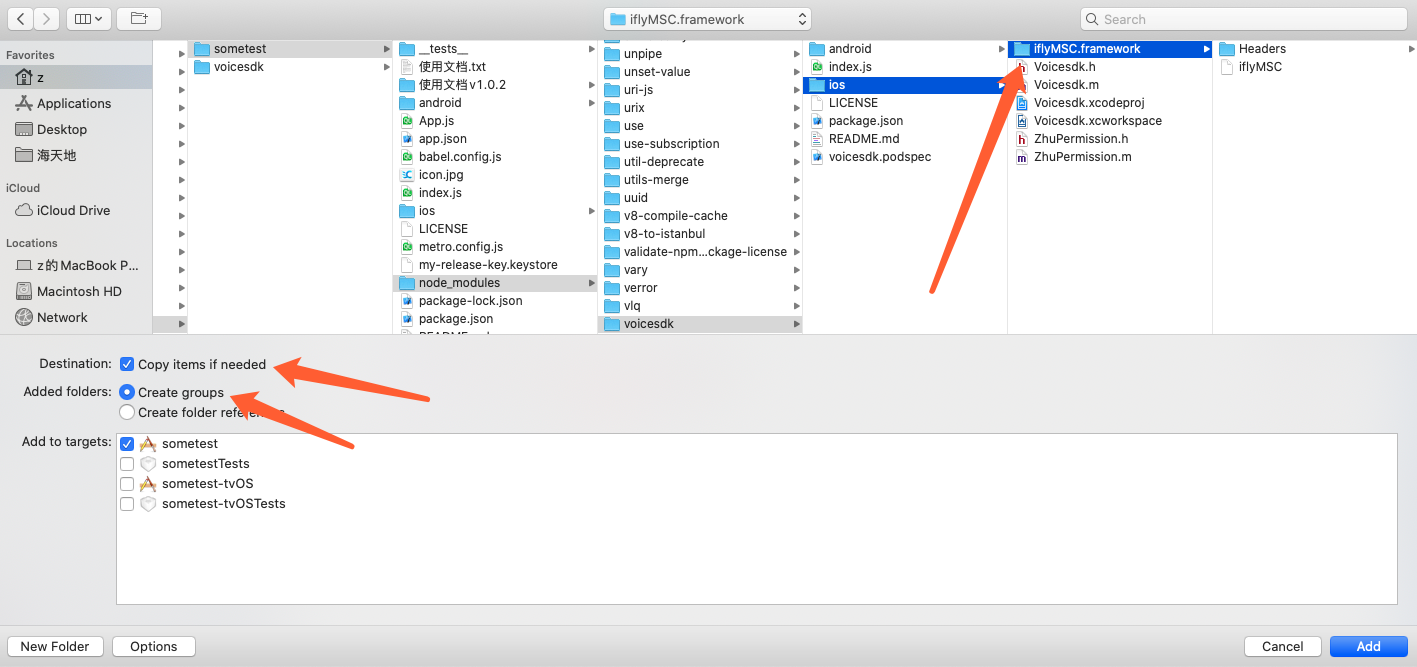 iflyMSC.framework
Search
Favorites
z
Applications
Desktop
海天地
iCloud
iCloud Drive
Locations
z的MacBook P...
Macintosh HD
Network
sometest
voicesdk
__tests__
使用文档.txt
使用文档v1.0.2
android
App.js
app.json
babel.config.js
icon.jpg
index.js
ios
LICENSE
metro.config.js
my-release-key.keystore
node_modules
package-lock.json
package.json
unpipe
unset-value
uri-js
urix
use
use-subscription
util-deprecate
utils-merge
uuid
v8-compile-cache
v8-to-istanbul
validate-npm...ckage-license
vary
verror
vlq
voicesdk
android
index.js
ios
LICENSE
package.json
README.md
voicesdk.podspec
iflyMSC.framework
Voicesdk.h
Voicesdk.m
Voicesdk.xcodeproj
Voicesdk.xcworkspace
ZhuPermission.h
ZhuPermission.m
Headers
iflyMSC
Destination:
Copy items if needed
Added folders:
Create groups
Create folder
Add to targets:
sometest
sometestTests
sometest-tvOS
sometest-tvOSTests
New Folder
Options
Cancel
Add